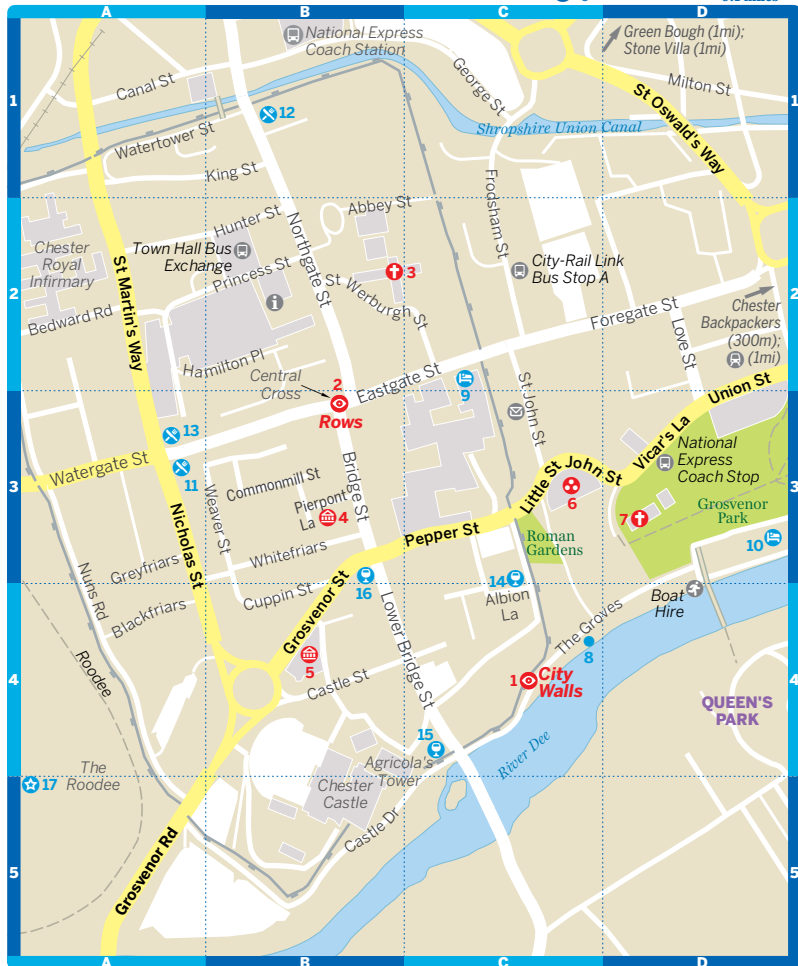 A
B
C
D
National Express
Coach Station
Green Bough (1mi);
Stone Villa (1mi)
George St
Canal St
1
1
Milton St
12
St Oswald's Way
Shropshire Union Canal
Watertower St
King St
Frodsham St
Abbey St
Hunter St
Northgate St
Town Hall Bus
Exchange
Chester
Royal
Infirmary
St Martin's Way
Princess St
3
City-Rail Link
Bus Stop A
2
2
St Werburgh St
Bedward Rd
Foregate St
Love St
Chester
Backpackers
(300m);
(1mi)
Hamilton Pl
Central
Cross
2
Rows
Eastgate St
9
St John St
Union St
13
Vicar's La
National
Express
Coach Stop
Watergate St
11
Little St John St
3
3
Commonmill St
Weaver St
Bridge St
Pierpont
La
4
6
7
Grosvenor
Park
Nicholas St
Pepper St
Roman
Gardens
10
Whitefriars
Greyfriars
Nuns Rd
Blackfriars
Cuppin St
Grosvenor St
16
14
Albion
La
Boat
Hire
Lower Bridge St
The Groves
8
Roodee
5
1
City
Walls
4
4
Castle St
QUEEN'S
PARK
15
River Dee
Agricola's
Tower
The
Roodee
17
Chester
Castle
Castle Dr
Grosvenor Rd
5
5
A
B
C
D